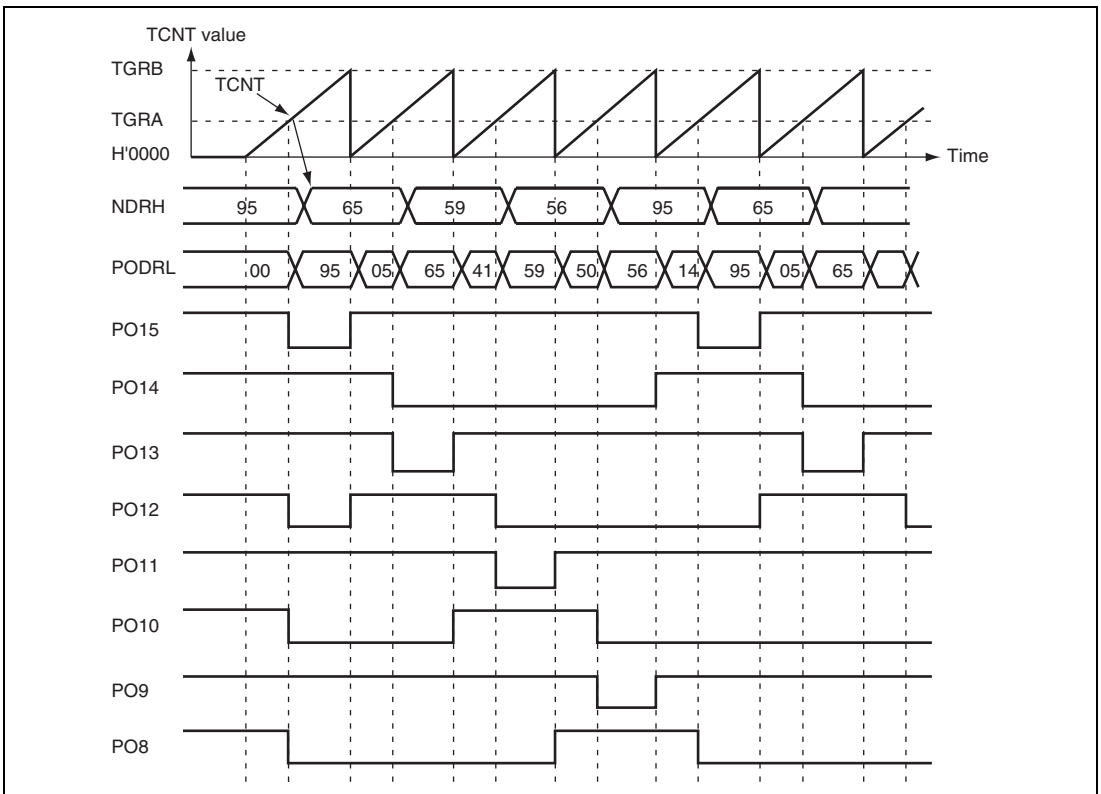 TCNT value
TGRB
TCNT
TGRA
H'0000
Time
NDRH 95 65 59 56 95 65
PODRL 00 95 05 65 41 59 50 56 14 95 05 65
PO15
PO14
PO13
PO12
PO11
PO10
PO9
PO8